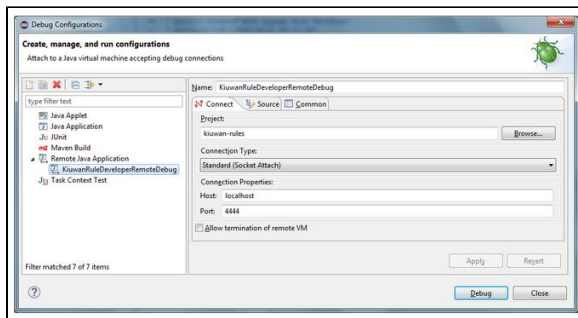 Debug Configurations
Create, manage, and run configurations
Attach to a Java virtual machine accepting debug connections
type filter text
Java Applet
Java Application
JUnit
Maven Build
Remote Java Application
KiuwanRuleDeveloperRemoteDebug
Task Context Test
Filter matched 7 of 7 items
Name: KiuwanRuleDeveloperRemoteDebug
Connect Source Common
Project:
kiuwan-rules Browse...
Connection Type:
Standard (Socket Attach)
Connection Properties:
Host: localhost
Port: 4444
Allow termination of remote VM
Apply Revert
Debug Close